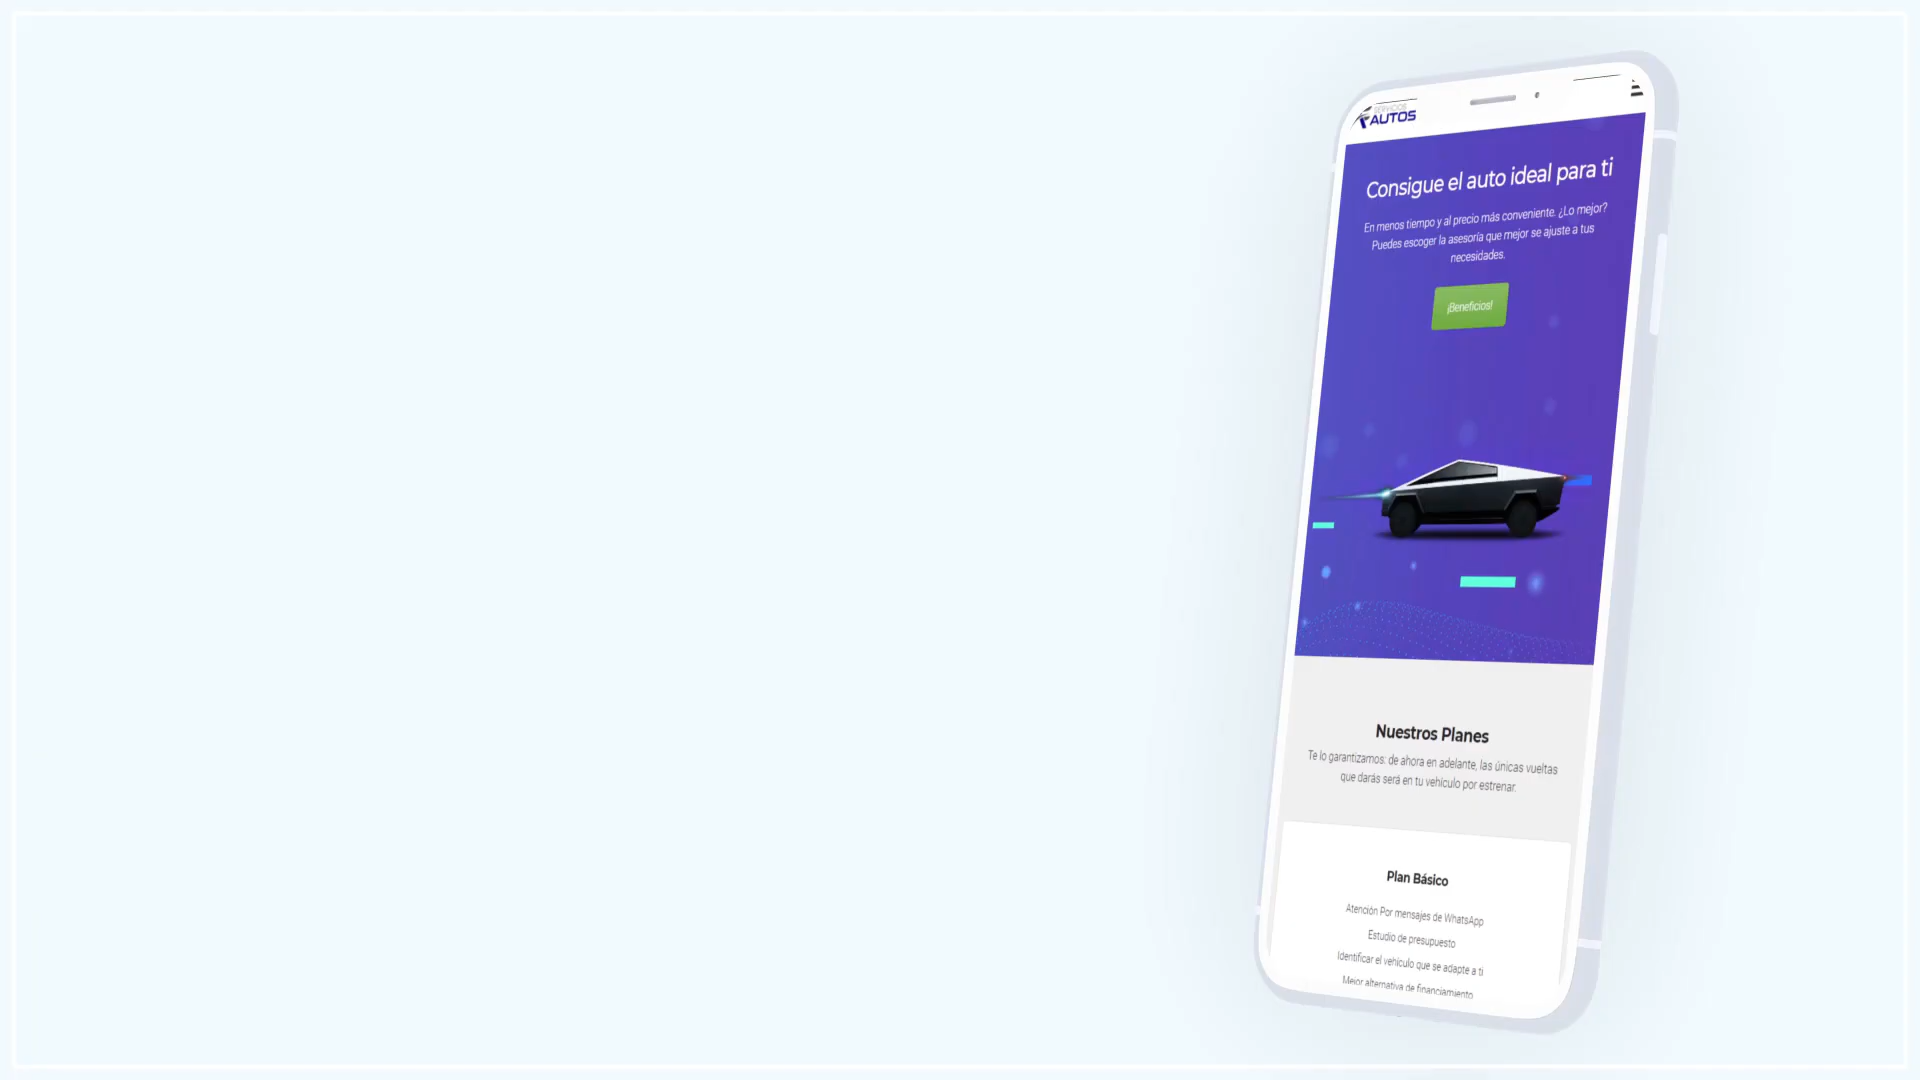 SERVICIOS
AUTOS
Consigue el auto ideal para ti
En menos tiempo y al precio más conveniente. ¿Lo mejor?
Puedes escoger la asesoría que mejor se ajuste a tus
necesidades.
¡Beneficios!
Nuestros Planes
Te lo garantizamos: de ahora en adelante, las únicas vueltas
que darás será en tu vehículo por estrenar.
Plan Básico
Atención Por mensajes de WhatsApp
Estudio de presupuesto
Identificar el vehículo que se adapte a ti
Mejor alternativa de financiamiento